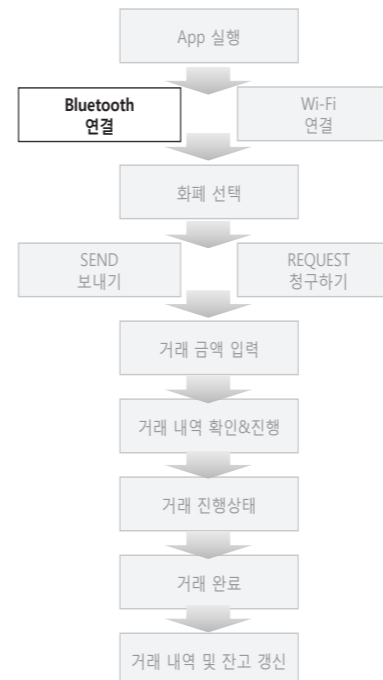 App 실행
Bluetooth
연결
Wi-Fi
연결
화폐 선택
SEND
보내기
REQUEST
청구하기
거래 금액 입력
거래 내역 확인&진행
거래 진행상태
거래 완료
거래 내역 및 잔고 갱신